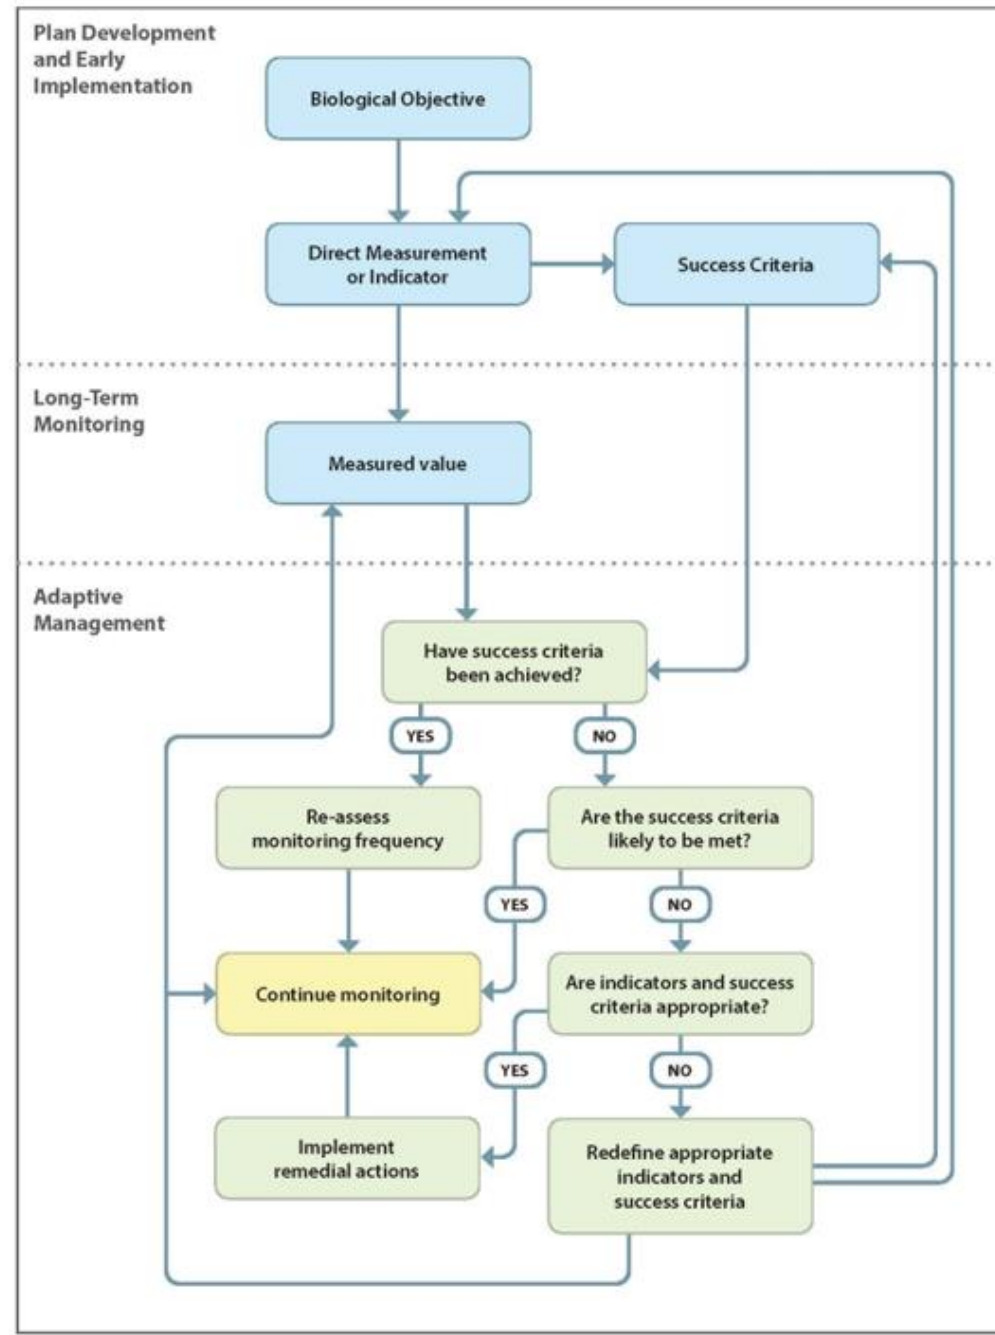 Plan Development
and Early
Implementation
Biological Objective
Direct Measurement
or Indicator
Success Criteria
Long-Term
Monitoring
Measured value
Adaptive
Management
Have success criteria
been achieved?
YES
NO
Re-assess
monitoring frequency
Are the success criteria
likely to be met?
YES
NO
Continue monitoring
Are indicators and success
criteria appropriate?
YES
NO
Implement
remedial actions
Redefine appropriate
indicators and
success criteria